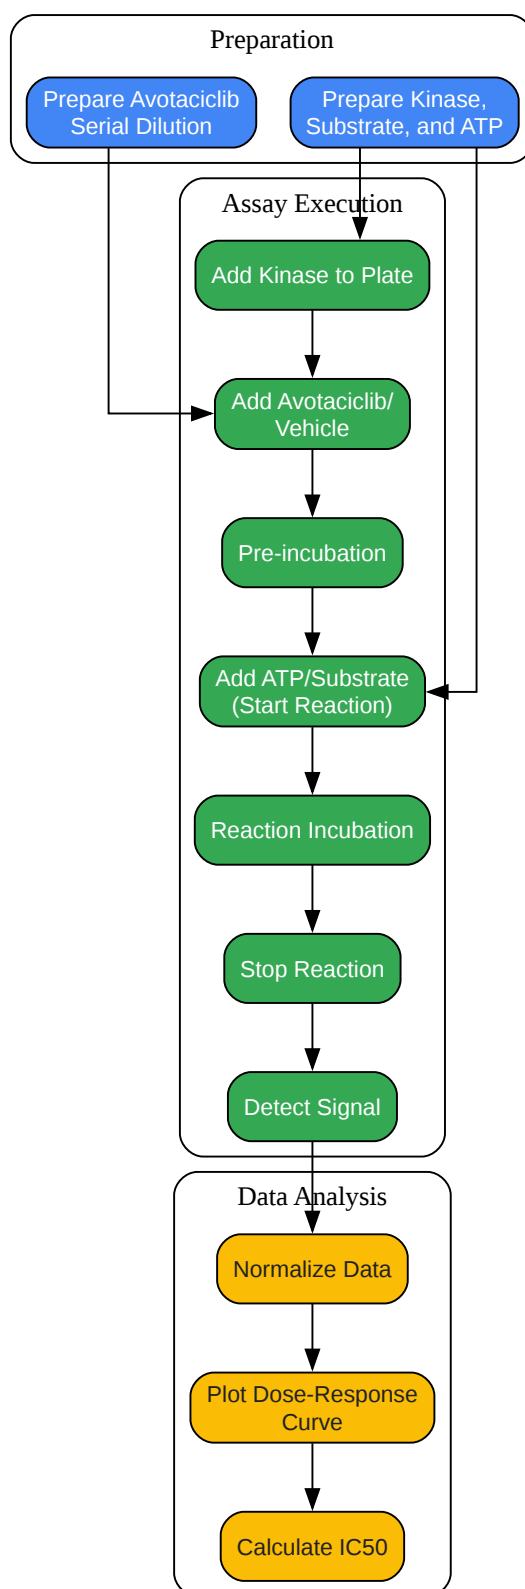 Preparation
Prepare Avotaciclib
Serial Dilution
Prepare Kinase,
Substrate, and ATP
Assay Execution
Add Kinase to Plate
Add Avotaciclib/
Vehicle
Pre-incubation
Add ATP/Substrate
(Start Reaction)
Reaction Incubation
Stop Reaction
Detect Signal
Data Analysis
Normalize Data
Plot Dose-Response
Curve
Calculate IC50